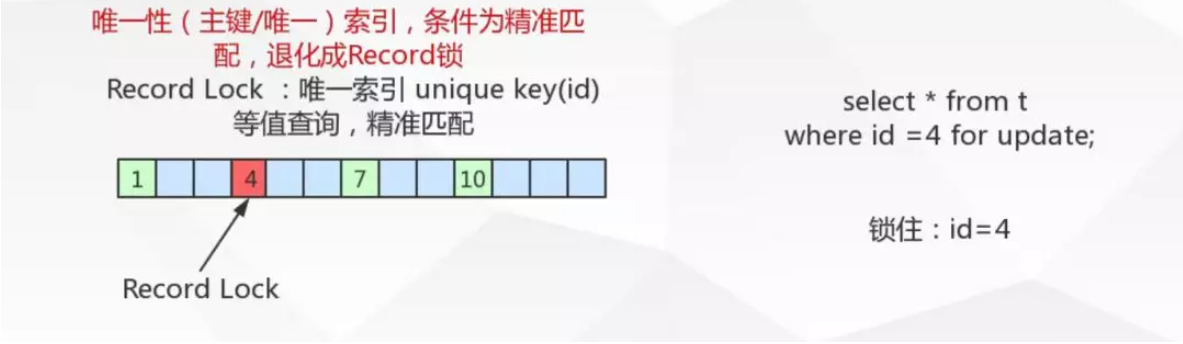 唯一性（主键/唯一）索引，条件为精准匹
配，退化成Record锁
Record Lock ：唯一索引 unique key(id)
等值查询，精准匹配
1 4 7 10
Record Lock
select * from t
where id =4 for update;
锁住：id=4